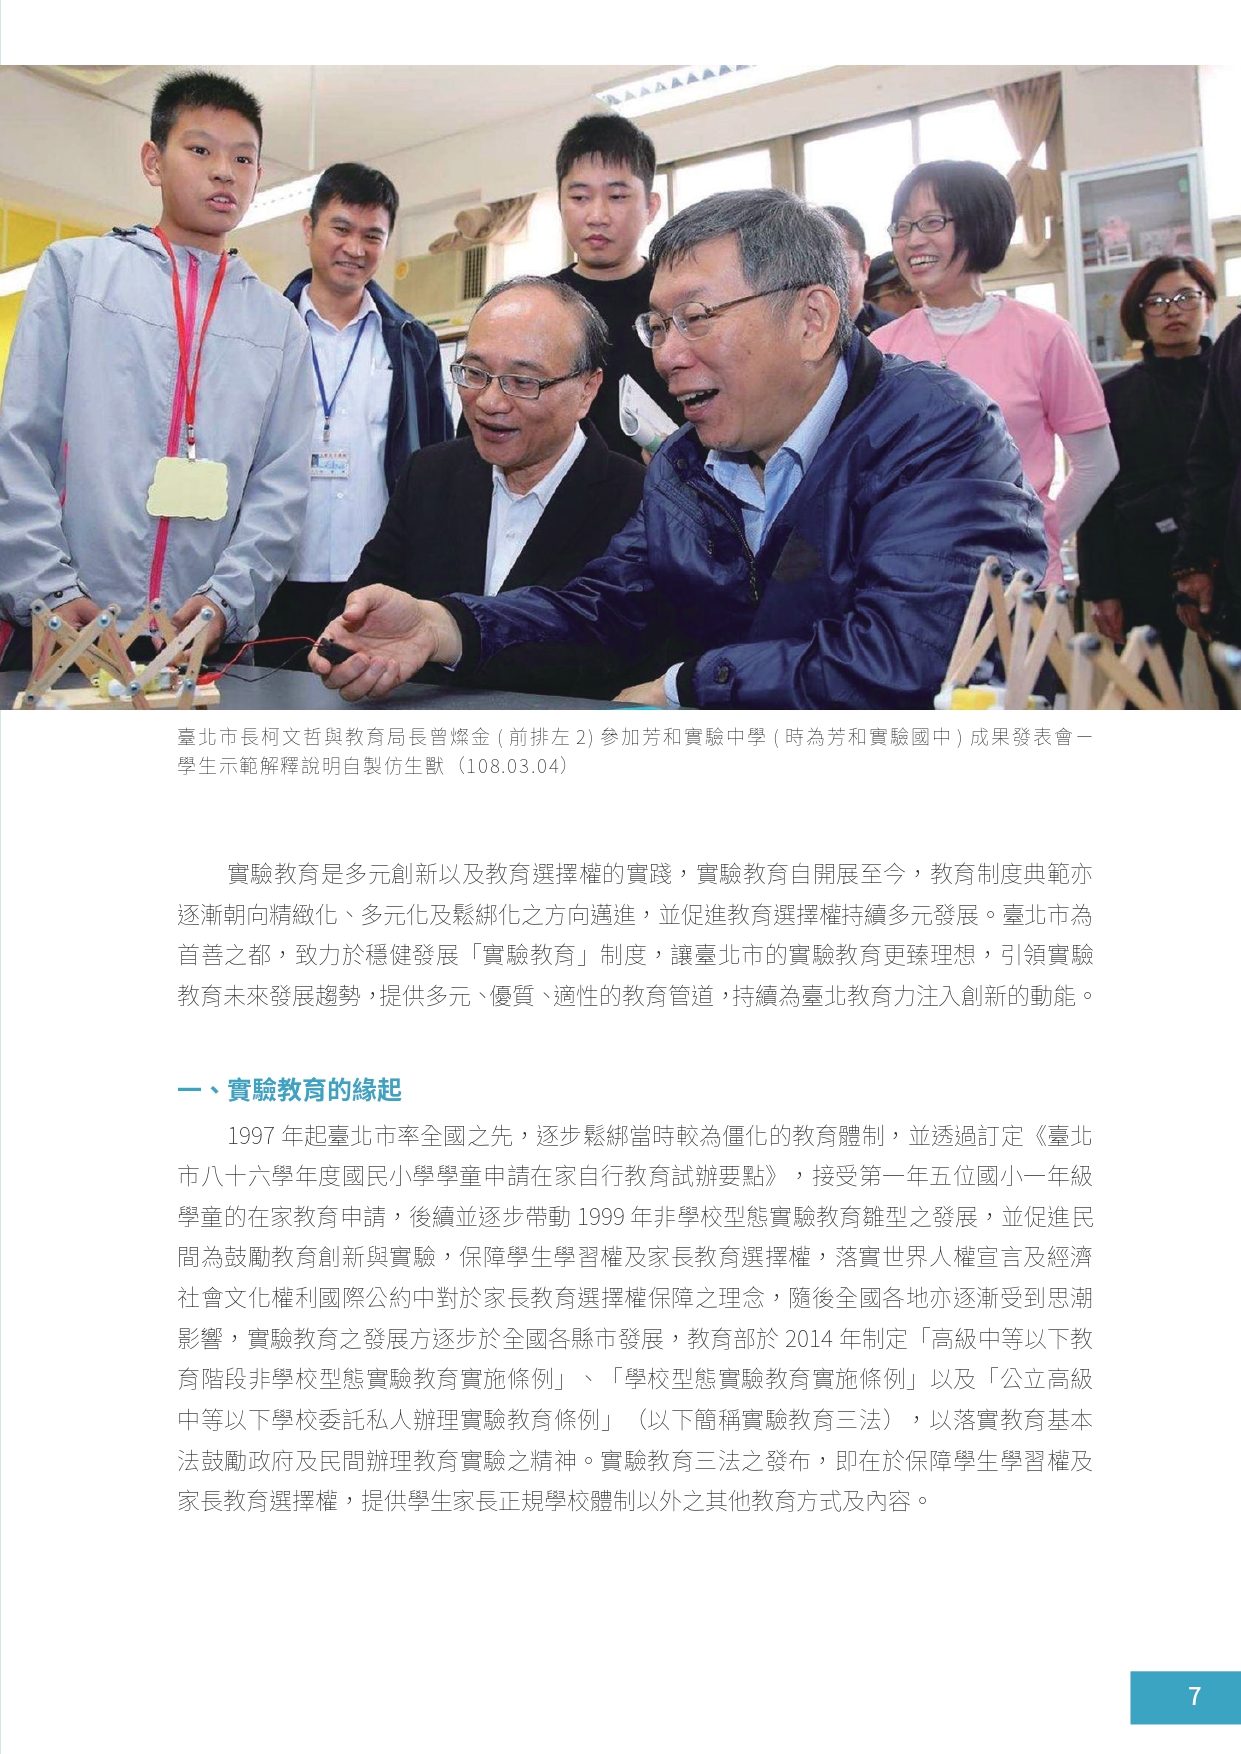 臺北市長柯文哲與教育局長曾燦金 ( 前排左 2) 參加芳和實驗中學 ( 時為芳和實驗國中 ) 成果發表會－
學生示範解釋說明自製仿生獸（108.03.04）
實驗教育是多元創新以及教育選擇權的實踐，實驗教育自開展至今，教育制度典範亦
逐漸朝向精緻化、多元化及鬆綁化之方向邁進，並促進教育選擇權持續多元發展。臺北市為
首善之都，致力於穩健發展「實驗教育」制度，讓臺北市的實驗教育更臻理想，引領實驗
教育未來發展趨勢，提供多元、優質、適性的教育管道，持續為臺北教育力注入創新的動能。
一、實驗教育的緣起
1997 年起臺北市率全國之先，逐步鬆綁當時較為僵化的教育體制，並透過訂定《臺北
市八十六學年度國民小學學童申請在家自行教育試辦要點》，接受第一年五位國小一年級
學童的在家教育申請，後續並逐步帶動 1999 年非學校型態實驗教育雛型之發展，並促進民
間為鼓勵教育創新與實驗，保障學生學習權及家長教育選擇權，落實世界人權宣言及經濟
社會文化權利國際公約中對於家長教育選擇權保障之理念，隨後全國各地亦逐漸受到思潮
影響，實驗教育之發展方逐步於全國各縣市發展，教育部於 2014 年制定「高級中等以下教
育階段非學校型態實驗教育實施條例」、「學校型態實驗教育實施條例」以及「公立高級
中等以下學校委託私人辦理實驗教育條例」（以下簡稱實驗教育三法），以落實教育基本
法鼓勵政府及民間辦理教育實驗之精神。實驗教育三法之發布，即在於保障學生學習權及
家長教育選擇權，提供學生家長正規學校體制以外之其他教育方式及內容。
7